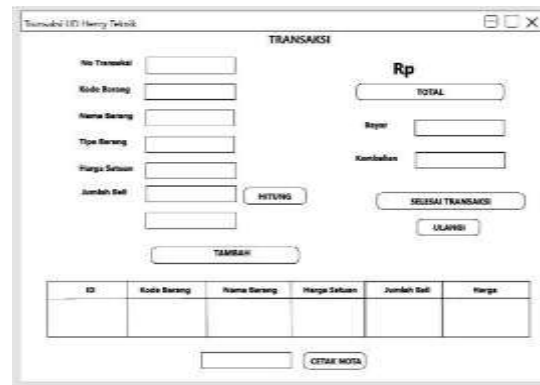 Transaksi UD Henry Teknik
TRANSAKSI
No Transaksi
Kode Barang
Nama Barang
Tipe Barang
Harga Satuan
Jumlah Beli
HITUNG
TAMBAH
Rp
TOTAL
Bayar
Kembalian
SELESAI TRANSAKSI
ULANGI
ID Kode Barang Nama Barang Harga Satuan Jumlah Beli Harga
CETAK NOTA